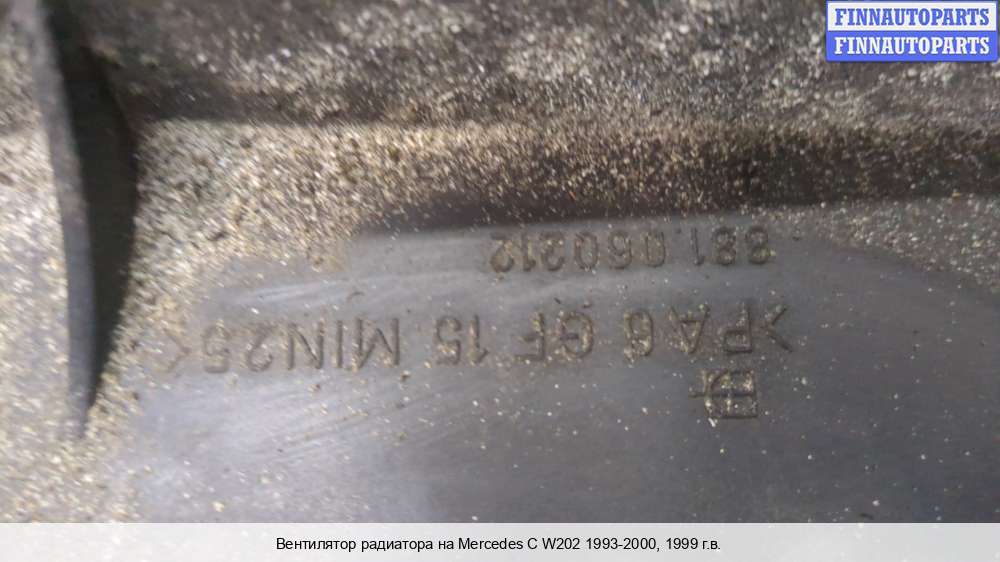 FINNAUTOPARTS
FINNAUTOPARTS
>PA6 GF 15 MIN25<
881.060212
Вентилятор радиатора на Mercedes C W202 1993-2000, 1999 г.в.